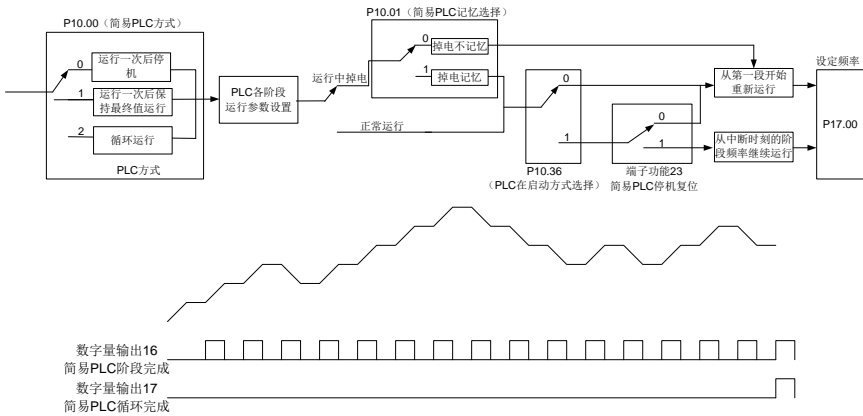 P10.00（简易PLC方式）
0
运行一次后停
机
1
运行一次后保
持最终值运行
2
循环运行
PLC方式
PLC各阶段
运行参数设置
运行中掉电
正常运行
P10.01（简易PLC记忆选择）
0
掉电不记忆
1
掉电记忆
0
1
P10.36
（PLC在启动方式选择）
0
1
端子功能23
简易PLC停机复位
从第一段开始
重新运行
从中断时刻的阶
段频率继续运行
设定频率
P17.00
数字量输出16
简易PLC阶段完成
数字量输出17
简易PLC循环完成